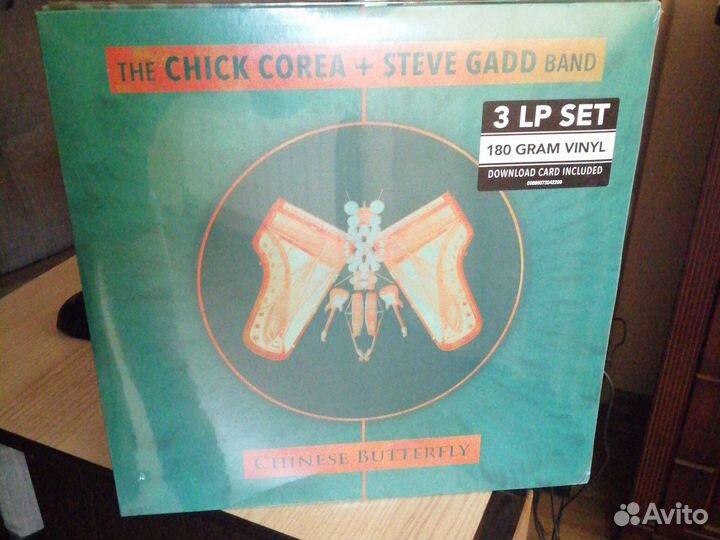 THE CHICK COREA + STEVE GADD BAND
3 LP SET
180 GRAM VINYL
DOWNLOAD CARD INCLUDED
CHINESE BUTTERFLY
Avito